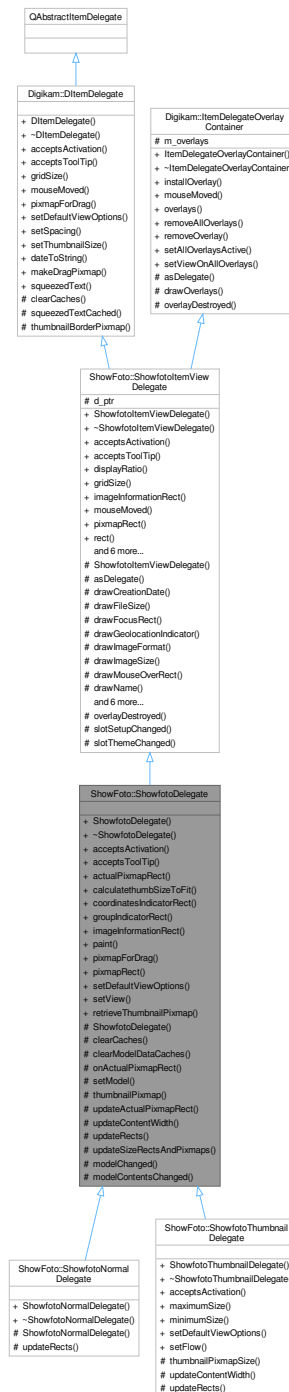 QAbstractItemDelegate
Digikam::DItemDelegate
+ DItemDelegate()
+ ~DItemDelegate()
+ acceptsActivation()
+ acceptsToolTip()
+ gridSize()
+ mouseMoved()
+ pixmapForDrag()
+ setDefaultViewOptions()
+ setSpacing()
+ setThumbnailSize()
+ dateToString()
+ makeDragPixmap()
+ squeezedText()
# clearCaches()
# squeezedTextCached()
# thumbnailBorderPixmap()
Digikam::ItemDelegateOverlay
Container
# m_overlays
+ ItemDelegateOverlayContainer()
+ ~ItemDelegateOverlayContainer
+ installOverlay()
+ mouseMoved()
+ overlays()
+ removeAllOverlays()
+ removeOverlay()
+ setAllOverlaysActive()
+ setViewOnAllOverlays()
# asDelegate()
# drawOverlays()
# overlayDestroyed()
ShowFoto::ShowfotoItemView
Delegate
# d_ptr
+ ShowfotoItemViewDelegate()
+ ~ShowfotoItemViewDelegate()
+ acceptsActivation()
+ acceptsToolTip()
+ displayRatio()
+ gridSize()
+ imageInformationRect()
+ mouseMoved()
+ pixmapRect()
+ rect()
and 6 more...
# ShowfotoItemViewDelegate()
# asDelegate()
# drawCreationDate()
# drawFileSize()
# drawFocusRect()
# drawGeolocationIndicator()
# drawImageFormat()
# drawImageSize()
# drawMouseOverRect()
# drawName()
and 6 more...
# overlayDestroyed()
# slotSetupChanged()
# slotThemeChanged()
ShowFoto::ShowfotoDelegate
+ ShowfotoDelegate()
+ ~ShowfotoDelegate()
+ acceptsActivation()
+ acceptsToolTip()
+ actualPixmapRect()
+ calculatethumbSizeToFit()
+ coordinatesIndicatorRect()
+ groupIndicatorRect()
+ imageInformationRect()
+ paint()
+ pixmapForDrag()
+ pixmapRect()
+ setDefaultViewOptions()
+ setView()
+ retrieveThumbnailPixmap()
# ShowfotoDelegate()
# clearCaches()
# clearModelDataCaches()
# onActualPixmapRect()
# setModel()
# thumbnailPixmap()
# updateActualPixmapRect()
# updateContentWidth()
# updateRects()
# updateSizeRectsAndPixmaps()
# modelChanged()
# modelContentsChanged()
ShowFoto::ShowfotoNormal
Delegate
+ ShowfotoNormalDelegate()
+ ~ShowfotoNormalDelegate()
# ShowfotoNormalDelegate()
# updateRects()
ShowFoto::ShowfotoThumbnail
Delegate
+ ShowfotoThumbnailDelegate()
+ ~ShowfotoThumbnailDelegate
+ acceptsActivation()
+ maximumSize()
+ minimumSize()
+ setDefaultViewOptions()
+ setFlow()
# thumbnailPixmapSize()
# updateContentWidth()
# updateRects()